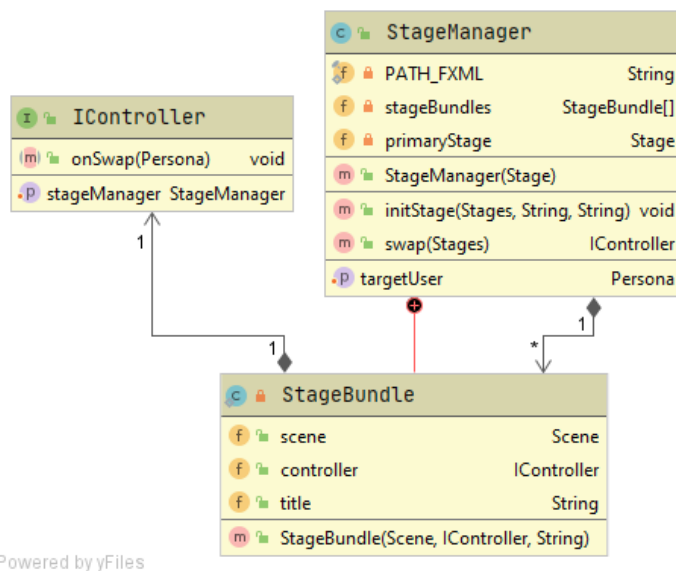 StageManager
PATH_FXML String
stageBundles StageBundle[]
primaryStage Stage
StageManager(Stage)
initStage(Stages, String, String) void
swap(Stages) IController
targetUser Persona
IController
onSwap(Persona) void
stageManager StageManager
1
1
1
*
StageBundle
scene Scene
controller IController
title String
StageBundle(Scene, IController, String)
Powered by yFiles